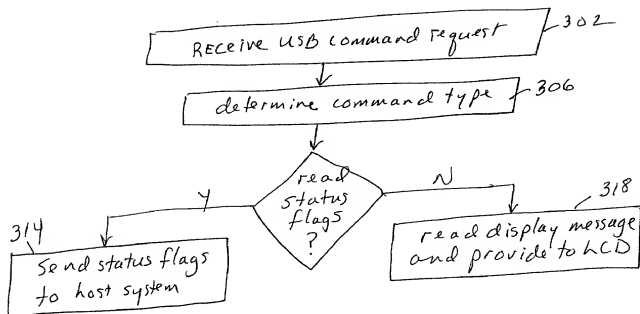 RECEIVE USB command request
302
determine command type
306
read
status
flags
?
Y
N
314
Send status flags
to host system
318
read display message
and provide to LCD